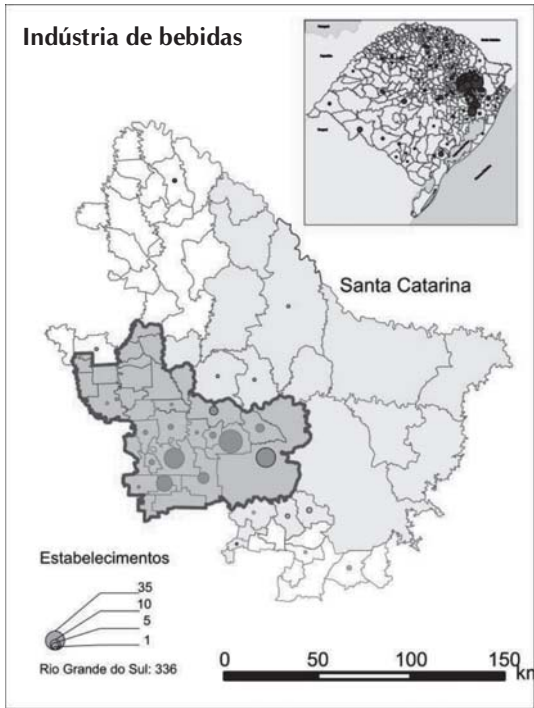 Indústria de bebidas
Santa Catarina
Estabelecimentos
35
10
5
1
Rio Grande do Sul: 336
0 50 100 150
km